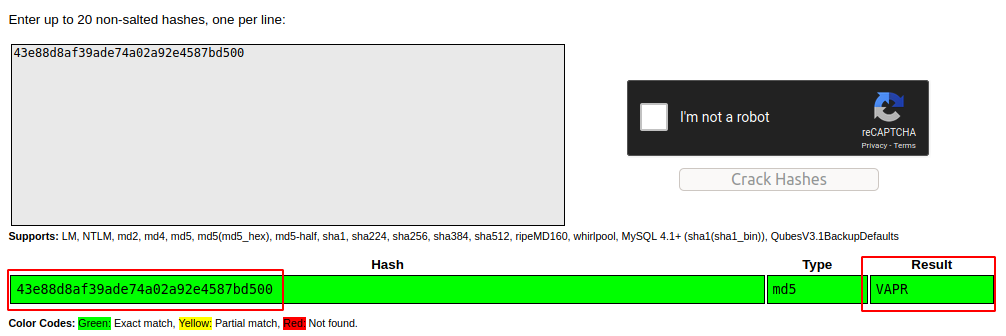 Enter up to 20 non-salted hashes, one per line:
43e88d8af39ade74a02a92e4587bd500
I'm not a robot
reCAPTCHA
Privacy - Terms
Crack Hashes
Supports: LM, NTLM, md2, md4, md5, md5(md5_hex), md5-half, sha1, sha224, sha256, sha384, sha512, ripeMD160, whirlpool, MySQL 4.1+ (sha1(sha1_bin)), QubesV3.1BackupDefaults
Hash Type Result
43e88d8af39ade74a02a92e4587bd500 md5 VAPR
Color Codes: Green: Exact match, Yellow: Partial match, Red: Not found.